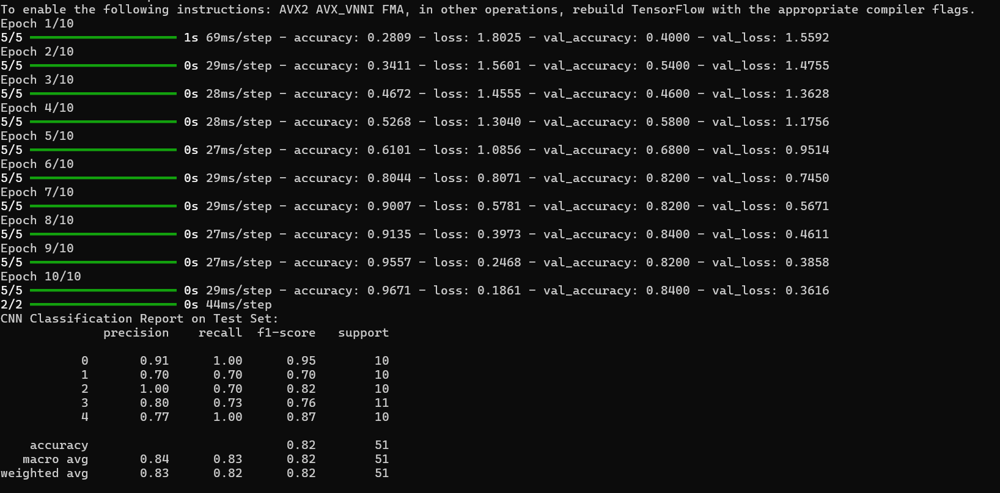 To enable the following instructions: AVX2 AVX_VNNI FMA, in other operations, rebuild TensorFlow with the appropriate compiler flags.
Epoch 1/10
5/5 ━━━━━━━━━━━━━━━━━━━━ 1s 69ms/step - accuracy: 0.2809 - loss: 1.8025 - val_accuracy: 0.4000 - val_loss: 1.5592
Epoch 2/10
5/5 ━━━━━━━━━━━━━━━━━━━━ 0s 29ms/step - accuracy: 0.3411 - loss: 1.5601 - val_accuracy: 0.5400 - val_loss: 1.4755
Epoch 3/10
5/5 ━━━━━━━━━━━━━━━━━━━━ 0s 28ms/step - accuracy: 0.4672 - loss: 1.4555 - val_accuracy: 0.4600 - val_loss: 1.3628
Epoch 4/10
5/5 ━━━━━━━━━━━━━━━━━━━━ 0s 28ms/step - accuracy: 0.5268 - loss: 1.3040 - val_accuracy: 0.5800 - val_loss: 1.1756
Epoch 5/10
5/5 ━━━━━━━━━━━━━━━━━━━━ 0s 27ms/step - accuracy: 0.6101 - loss: 1.0856 - val_accuracy: 0.6800 - val_loss: 0.9514
Epoch 6/10
5/5 ━━━━━━━━━━━━━━━━━━━━ 0s 29ms/step - accuracy: 0.8044 - loss: 0.8071 - val_accuracy: 0.8200 - val_loss: 0.7450
Epoch 7/10
5/5 ━━━━━━━━━━━━━━━━━━━━ 0s 29ms/step - accuracy: 0.9007 - loss: 0.5781 - val_accuracy: 0.8200 - val_loss: 0.5671
Epoch 8/10
5/5 ━━━━━━━━━━━━━━━━━━━━ 0s 27ms/step - accuracy: 0.9135 - loss: 0.3973 - val_accuracy: 0.8400 - val_loss: 0.4611
Epoch 9/10
5/5 ━━━━━━━━━━━━━━━━━━━━ 0s 27ms/step - accuracy: 0.9557 - loss: 0.2468 - val_accuracy: 0.8200 - val_loss: 0.3858
Epoch 10/10
5/5 ━━━━━━━━━━━━━━━━━━━━ 0s 29ms/step - accuracy: 0.9671 - loss: 0.1861 - val_accuracy: 0.8400 - val_loss: 0.3616
2/2 ━━━━━━━━━━━━━━━━━━━━ 0s 44ms/step
CNN Classification Report on Test Set:
              precision    recall  f1-score   support
           0       0.91      1.00      0.95        10
           1       0.70      0.70      0.70        10
           2       1.00      0.70      0.82        10
           3       0.80      0.73      0.76        11
           4       0.77      1.00      0.87        10
    accuracy                           0.82        51
   macro avg       0.84      0.83      0.82        51
weighted avg       0.83      0.82      0.82        51